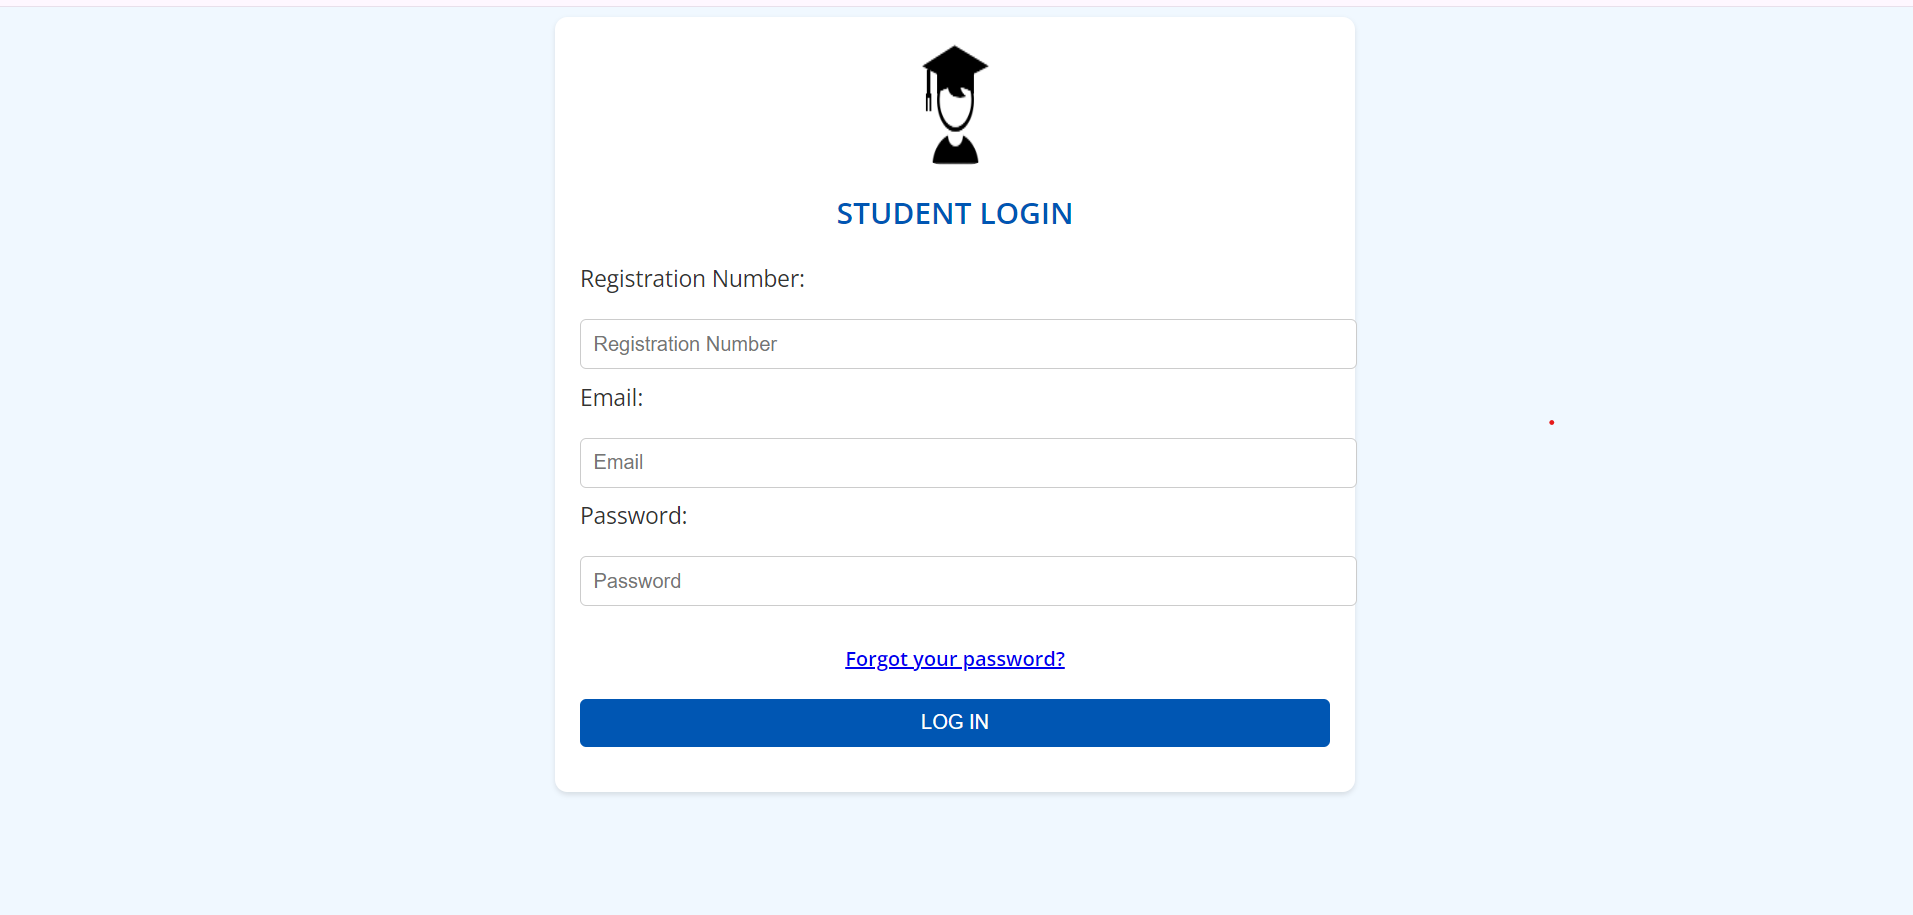 STUDENT LOGIN
Registration Number:
Registration Number
Email:
Email
Password:
Password
Forgot your password?
LOG IN